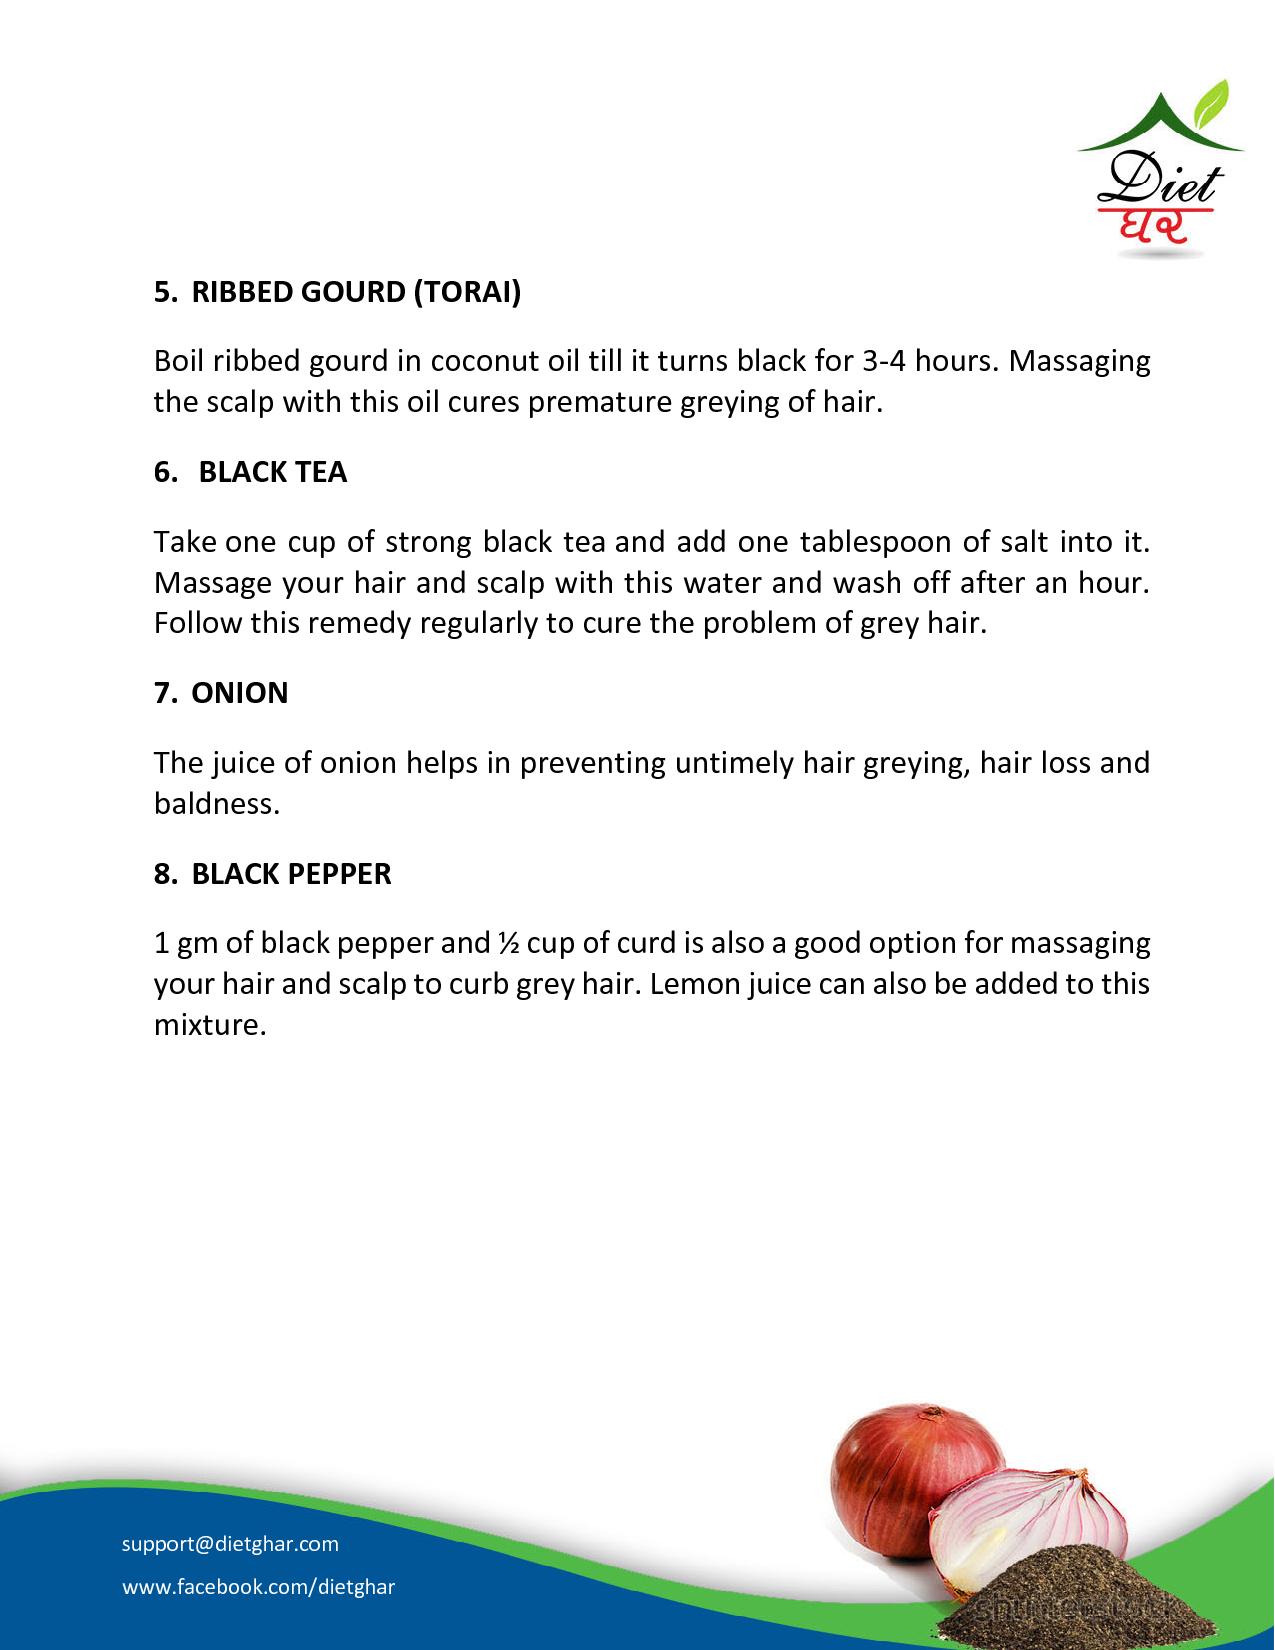 Diet
ઘર
5. RIBBED GOURD (TORAI)
Boil ribbed gourd in coconut oil till it turns black for 3-4 hours. Massaging
the scalp with this oil cures premature greying of hair.
6. BLACK TEA
Take one cup of strong black tea and add one tablespoon of salt into it.
Massage your hair and scalp with this water and wash off after an hour.
Follow this remedy regularly to cure the problem of grey hair.
7. ONION
The juice of onion helps in preventing untimely hair greying, hair loss and
baldness.
8. BLACK PEPPER
1 gm of black pepper and ½ cup of curd is also a good option for massaging
your hair and scalp to curb grey hair. Lemon juice can also be added to this
mixture.
support@dietghar.com
www.facebook.com/dietghar